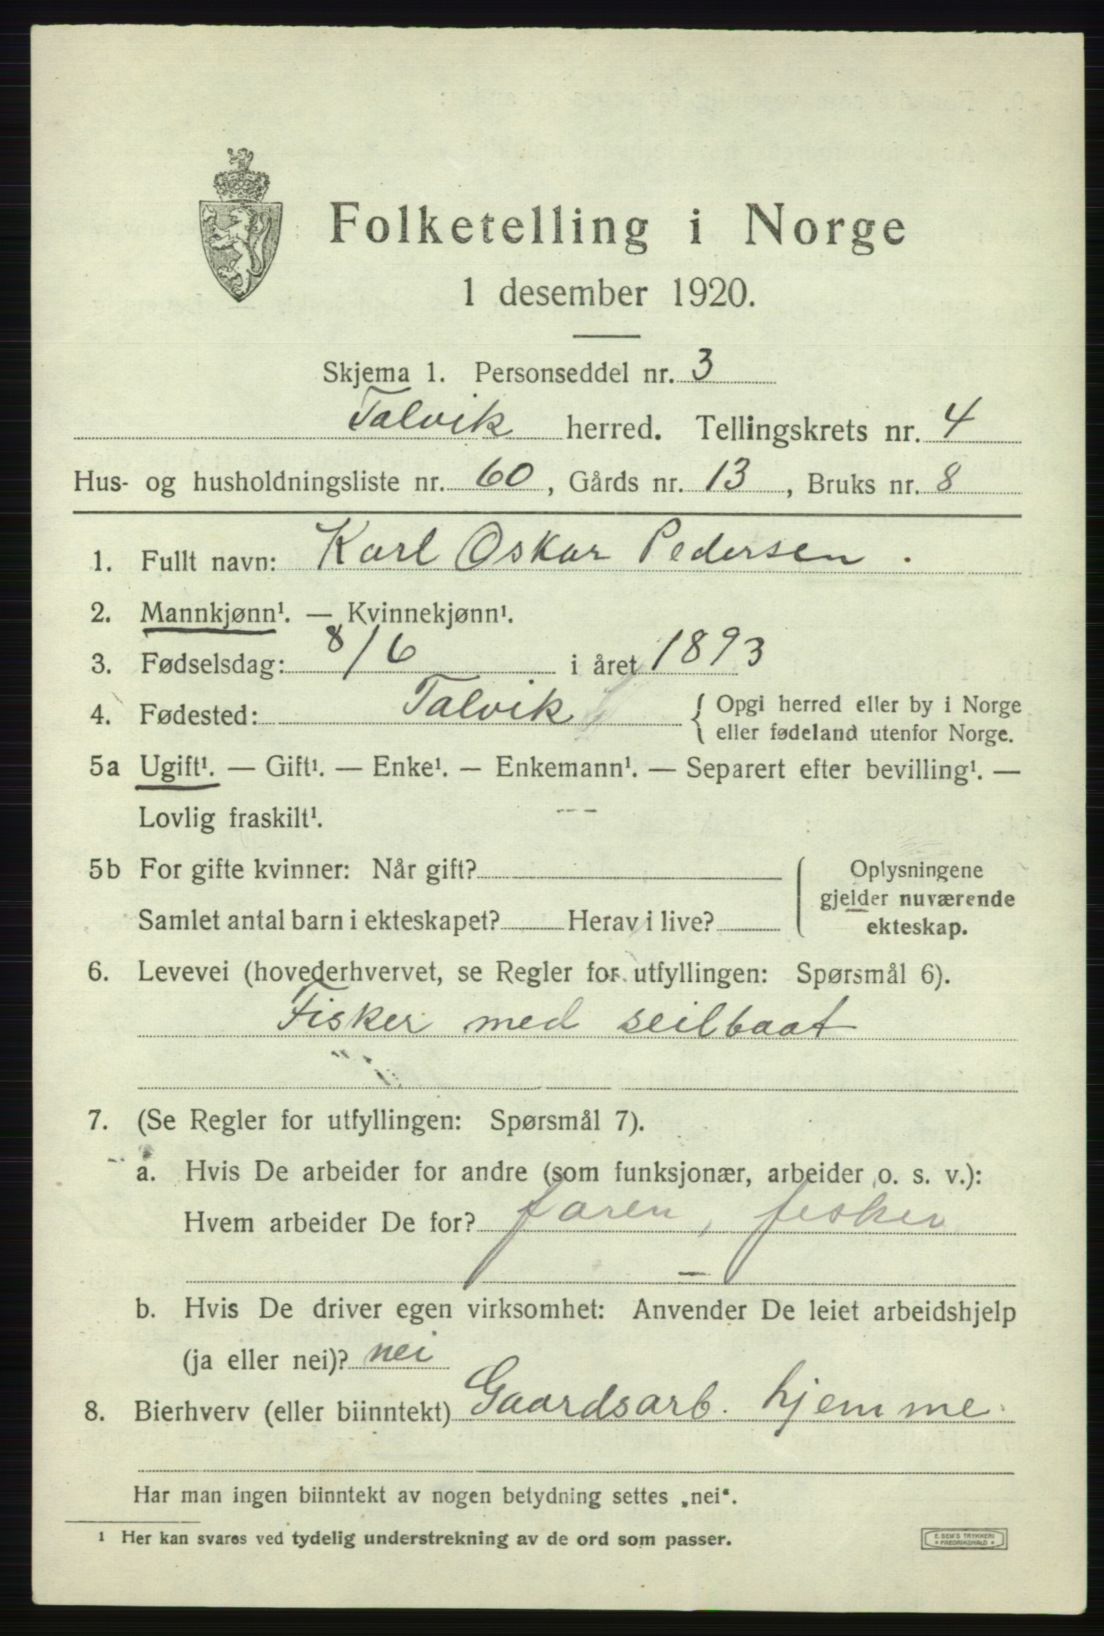 Folketelling i Norge
1 desember 1920.
Skjema 1. Personseddel nr. 3
Talvik herred. Tellingskrets nr. 4
Hus- og husholdningsliste nr. 60, Gårds nr. 13, Bruks nr. 8
1. Fullt navn: Karl Oskar Pedersen.
2. Mannkjønn¹. — Kvinnekjønn¹.
3. Fødselsdag: 8/6 i året 1893
4. Fødested: Talvik { Opgi herred eller by i Norge
eller fødeland utenfor Norge.
5a Ugift¹. — Gift¹. — Enke¹. — Enkemann¹. — Separert efter bevilling¹. —
Lovlig fraskilt¹.
5b For gifte kvinner: Når gift?
Samlet antal barn i ekteskapet? Herav i live?
Oplysningene
gjelder nuværende
ekteskap.
6. Levevei (hovederhvervet, se Regler for utfyllingen: Spørsmål 6).
Fisker med seilbaat
7. (Se Regler for utfyllingen: Spørsmål 7).
a. Hvis De arbeider for andre (som funksjonær, arbeider o. s. v.):
Hvem arbeider De for? faren, fisker
b. Hvis De driver egen virksomhet: Anvender De leiet arbeidshjelp
(ja eller nei)? nei
8. Bierhverv (eller biinntekt) Gaardsarb. hjemme.
Har man ingen biinntekt av nogen betydning settes „nei“.
¹ Her kan svares ved tydelig understrekning av de ord som passer.
E. SEM'S TRYKKERI
* FREDRIKSHALD *